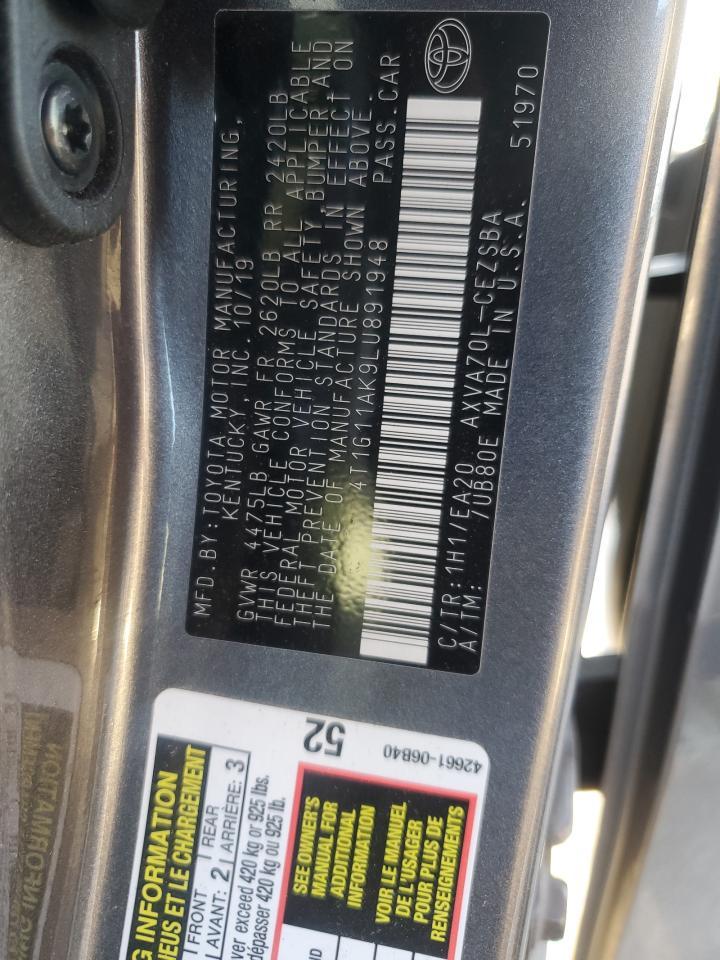 MFD.BY:TOYOTA MOTOR MANUFACTURING,
KENTUCKY, INC. 10/19
GVWR 4475LB GAWR FR 2620LB RR 2420LB
THIS VEHICLE CONFORMS TO ALL APPLICABLE
FEDERAL MOTOR VEHICLE SAFETY, BUMPER, AND
THEFT PREVENTION STANDARDS IN EFFECT ON
THE DATE OF MANUFACTURE SHOWN ABOVE.
4T1G11AK9LU891948 PASS.CAR
C/TR:1H1/EA20 AXVA70L-CEZSBA
A/TM: /UB80E MADE IN U.S.A. 51970
52
42661-06B40
G INFORMATION
NEUS ET LE CHARGEMENT
FRONT
REAR
AVANT: 2
ARRIÈRE: 3
ver exceed 420 kg or 925 lbs.
dépasser 420 kg ou 925 lb.
SEE OWNER'S
MANUAL FOR
ADDITIONAL
INFORMATION
VOIR LE MANUEL
DE L'USAGER
POUR PLUS DE
RENSEIGNEMENTS